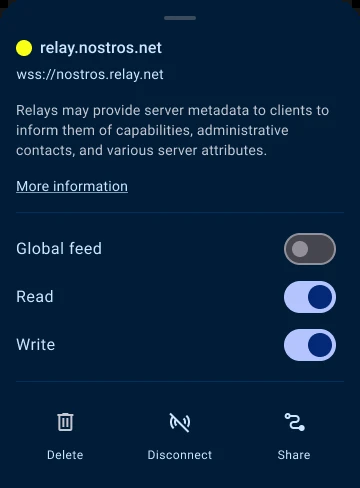 relay.nostros.net
wss://nostros.relay.net
Relays may provide server metadata to clients to
inform them of capabilities, administrative
contacts, and various server attributes.
More information
Global feed
Read
Write
Delete
Disconnect
Share